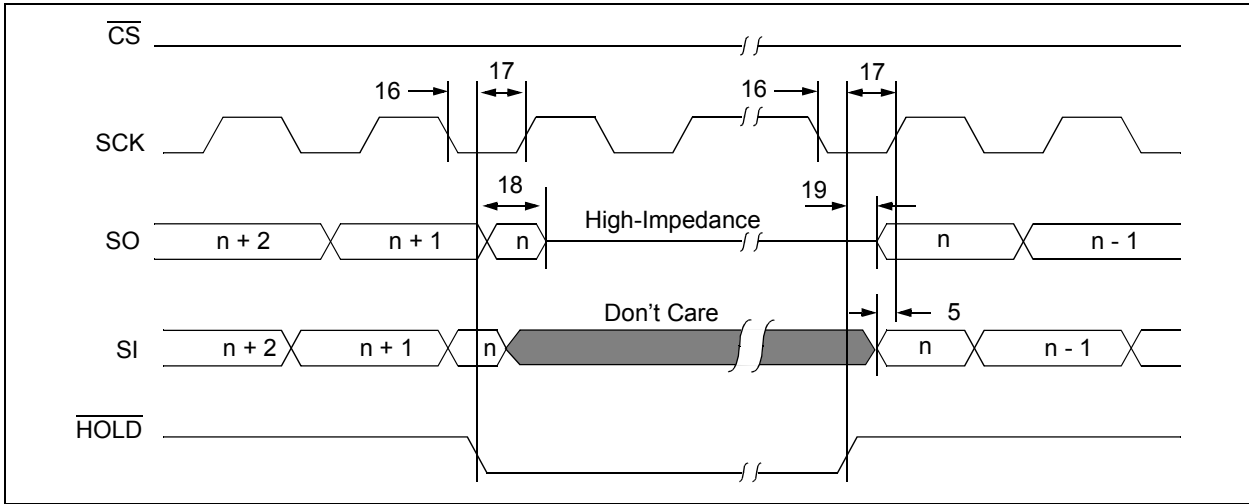 CS
16
17
16
17
SCK
18
19
High-Impedance
SO
n + 2
n + 1
n
n
n - 1
Don't Care
5
SI
n + 2
n + 1
n
n
n - 1
HOLD